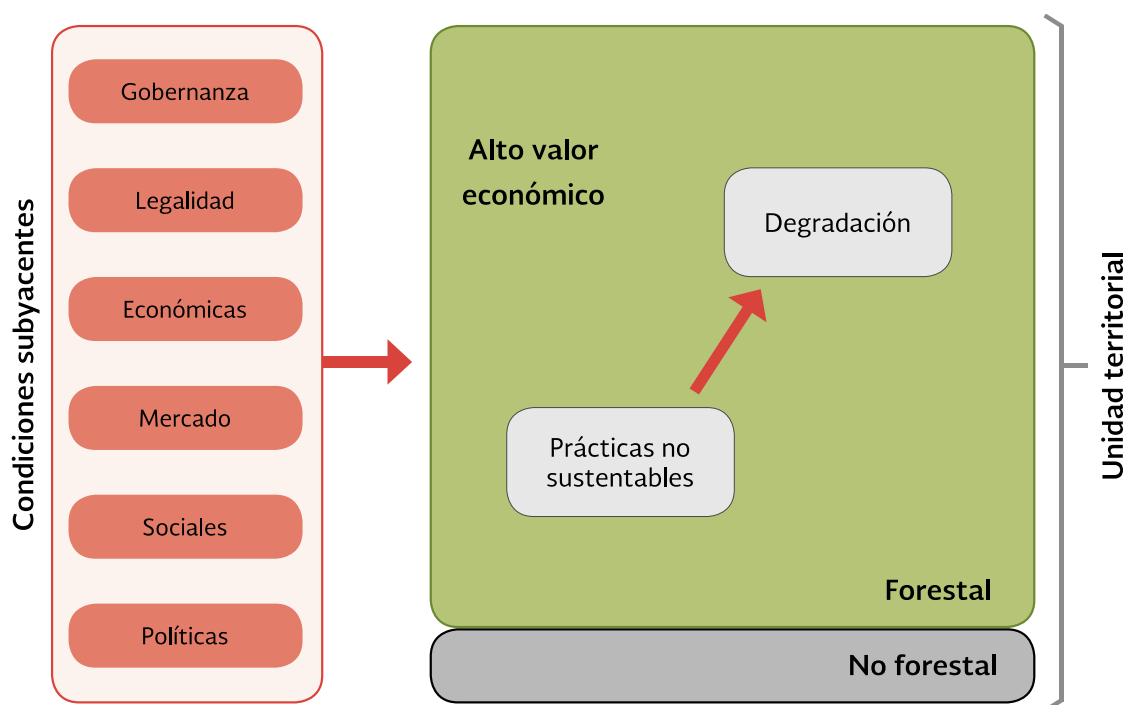 Condiciones subyacentes
Gobernanza
Legalidad
Económicas
Mercado
Sociales
Políticas
Alto valor
económico
Degradación
Prácticas no
sustentables
Forestal
No forestal
Unidad territorial